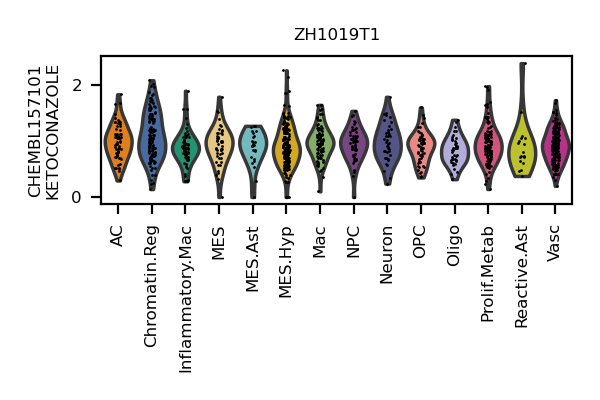 ZH1019T1
CHEMBL157101
KETOCONAZOLE
2
0
AC
Chromatin.Reg
Inflammatory.Mac
MES
MES.Ast
MES.Hyp
Mac
NPC
Neuron
OPC
Oligo
Prolif.Metab
Reactive.Ast
Vasc